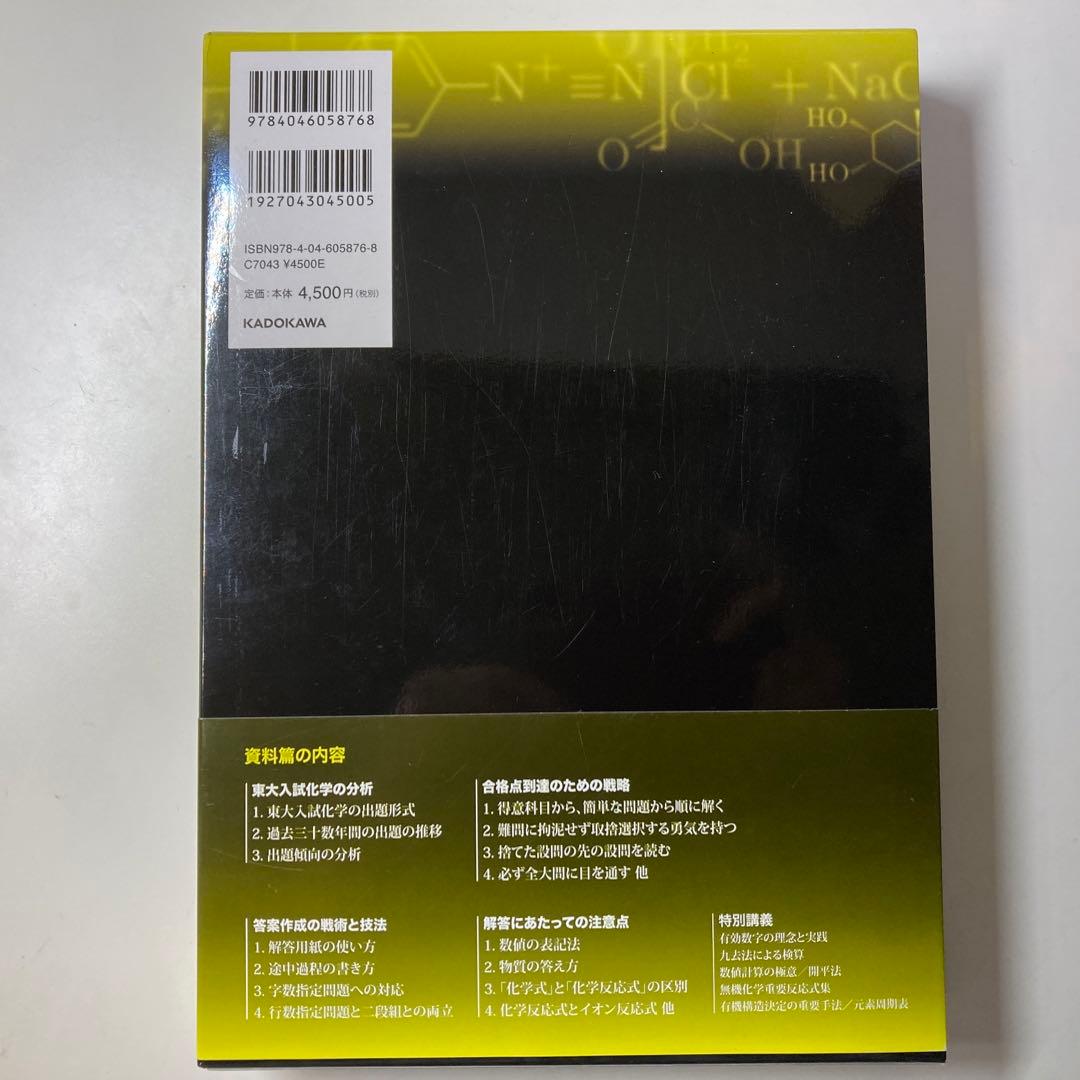 9784046058768
1927043045005
ISBN978-4-04-605876-8
C7043 ¥4500E
定価：本体 4,500円（税別）
KADOKAWA
N⁺ ≡N Cl + NaC
O C OH
HO
HO
資料篇の内容
東大入試化学の分析
1. 東大入試化学の出題形式
2. 過去三十数年間の出題の推移
3. 出題傾向の分析
合格点到達のための戦略
1. 得意科目から、簡単な問題から順に解く
2. 難問に拘泥せず取捨選択する勇気を持つ
3. 捨てた設問の先の設問を読む
4. 必ず全大問に目を通す 他
答案作成の戦術と技法
1. 解答用紙の使い方
2. 途中過程の書き方
3. 字数指定問題への対応
4. 行数指定問題と二段組との両立
解答にあたっての注意点
1. 数値の表記法
2. 物質の答え方
3. 「化学式」と「化学反応式」の区別
4. 化学反応式とイオン反応式 他
特別講義
有効数字の理念と実践
九去法による検算
数値計算の極意／開平法
無機化学重要反応式集
有機構造決定の重要手法／元素周期表